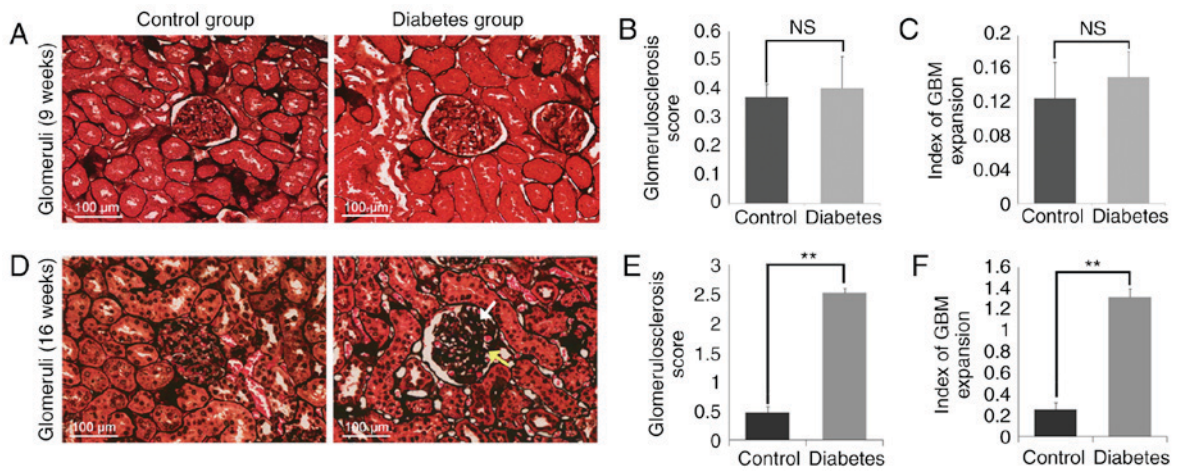 Control group
Diabetes group
A
Glomeruli (9 weeks)
100 µm
100 µm
B
Glomerulosclerosis
score
0.6
0.5
0.4
0.3
0.2
0.1
0
NS
Control
Diabetes
C
Index of GBM
expansion
0.2
0.16
0.12
0.08
0.04
0
NS
Control
Diabetes
D
Glomeruli (16 weeks)
100 µm
100 µm
E
Glomerulosclerosis
score
3
2.5
2
1.5
1
0.5
0
**
Control
Diabetes
F
Index of GBM
expansion
1.6
1.4
1.2
1
0.8
0.6
0.4
0.2
0
**
Control
Diabetes